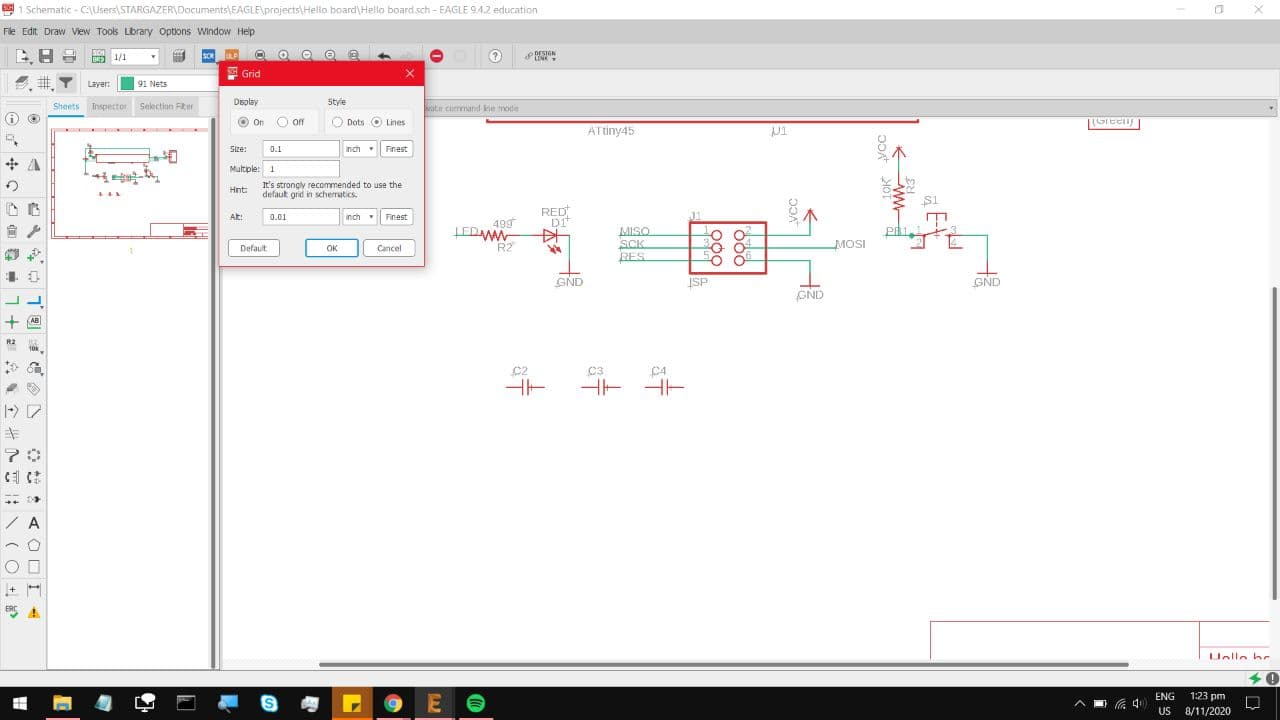 1 Schematic - C:\Users\STARGAZER\Documents\EAGLE\projects\Hello board\Hello board.sch - EAGLE 9.4.2 education
File Edit Draw View Tools Library Options Window Help
1/1
SCR
ULP
DESIGN LINK
Layer: 91 Nets
Sheets Inspector Selection Filter
command line mode
Grid
Display Style
On Off Dots Lines
Size: 0.1 inch Finest
Multiple: 1
Hint: It's strongly recommended to use the
default grid in schematics.
Alt: 0.01 inch Finest
Default OK Cancel
ATtiny45 U1
(Green)
VCC
10K R3
S1
PB1 1 3
2 4
GND
LED 499 R2
RED D1
GND
J1
MISO 1 2
SCK 3 4 MOSI
RES 5 6
VCC
ISP
GND
C2 C3 C4
1
R2
10k
AB
A
ERC
ENG 1:23 pm
US 8/11/2020